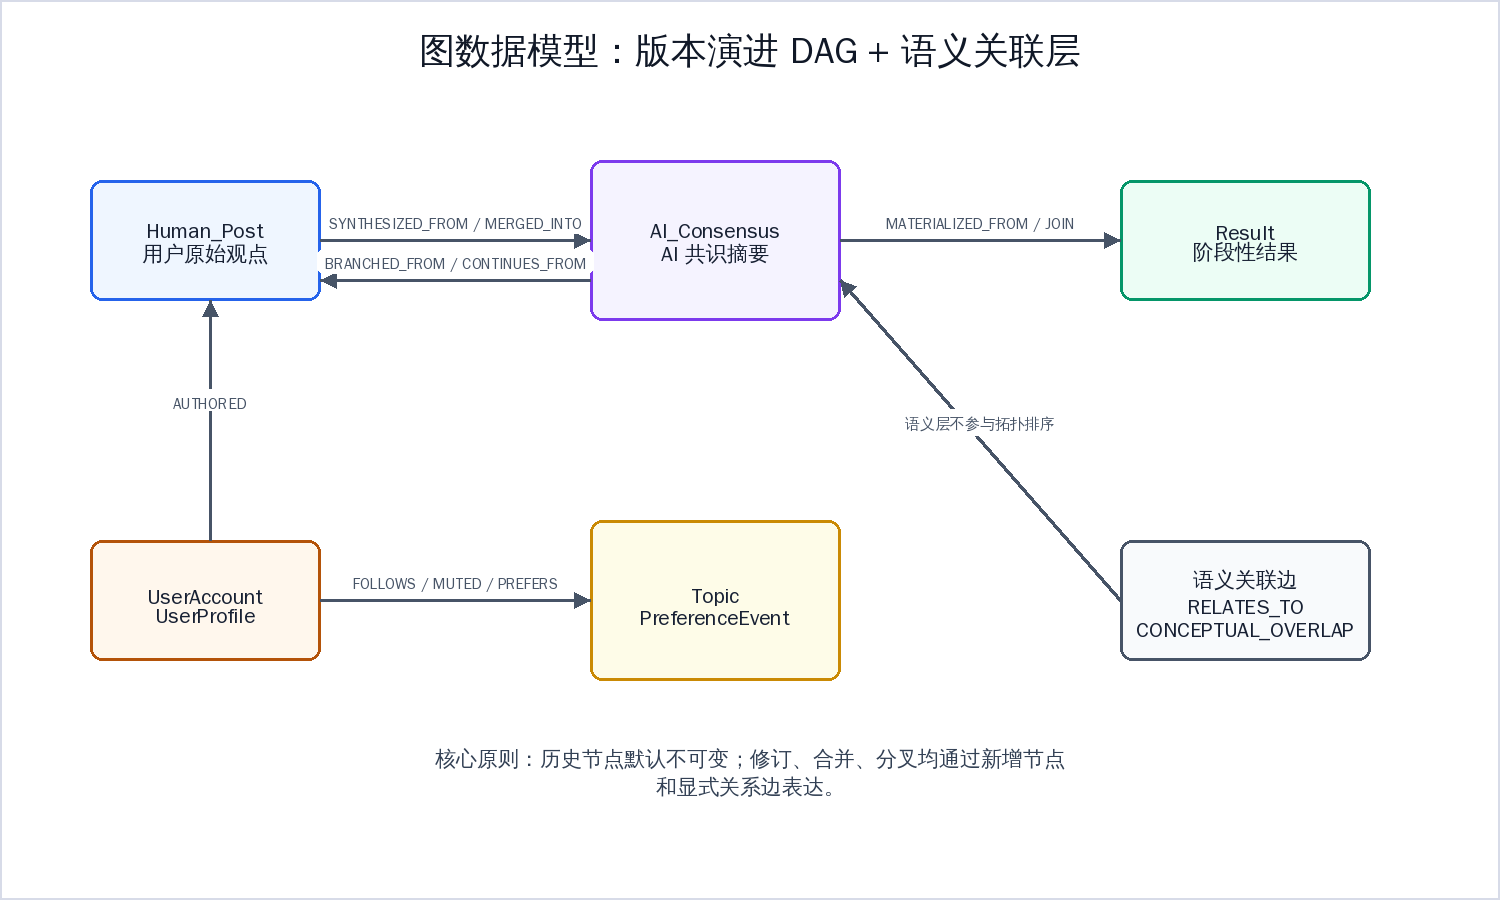 图数据模型：版本演进 DAG + 语义关联层
Human_Post
用户原始观点
SYNTHESIZED_FROM / MERGED_INTO
BRANCHED_FROM / CONTINUES_FROM
AI_Consensus
AI 共识摘要
MATERIALIZED_FROM / JOIN
Result
阶段性结果
AUTHORED
语义层不参与拓扑排序
UserAccount
UserProfile
FOLLOWS / MUTED / PREFERS
Topic
PreferenceEvent
语义关联边
RELATES_TO
CONCEPTUAL_OVERLAP
核心原则：历史节点默认不可变；修订、合并、分叉均通过新增节点
和显式关系边表达。